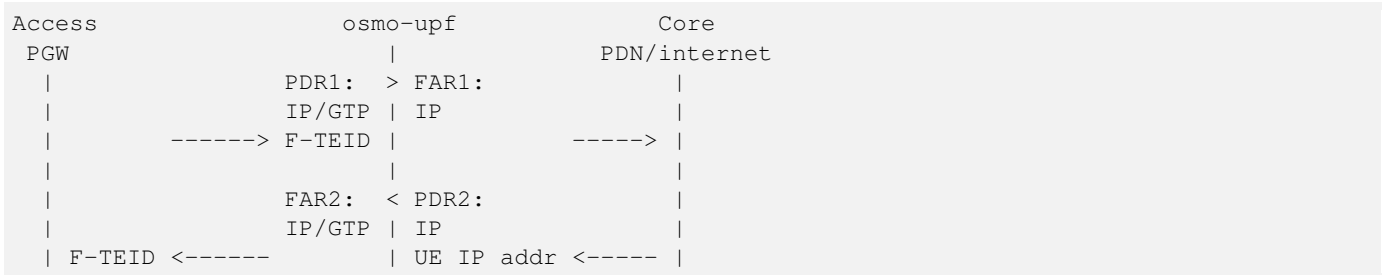 Access                osmo-upf                Core
 PGW                     |                PDN/internet
  |               PDR1:  > FAR1:                |
  |               IP/GTP | IP                   |
  |       ------> F-TEID |              -----> |
  |                      |                      |
  |               FAR2:  < PDR2:                |
  |               IP/GTP | IP                   |
  | F-TEID <------       | UE IP addr <----- |